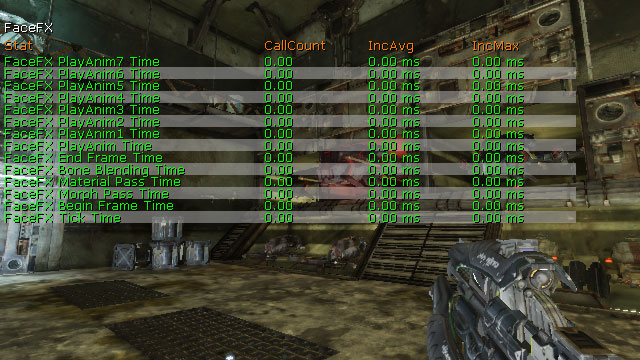 FaceFX
Stat CallCount IncAvg IncMax
FaceFX PlayAnim7 Time 0.00 0.00 ms 0.00 ms
FaceFX PlayAnim6 Time 0.00 0.00 ms 0.00 ms
FaceFX PlayAnim5 Time 0.00 0.00 ms 0.00 ms
FaceFX PlayAnim4 Time 0.00 0.00 ms 0.00 ms
FaceFX PlayAnim3 Time 0.00 0.00 ms 0.00 ms
FaceFX PlayAnim2 Time 0.00 0.00 ms 0.00 ms
FaceFX PlayAnim1 Time 0.00 0.00 ms 0.00 ms
FaceFX PlayAnim Time 0.00 0.00 ms 0.00 ms
FaceFX End Frame Time 0.00 0.00 ms 0.00 ms
FaceFX Bone Blending Time 0.00 0.00 ms 0.00 ms
FaceFX Material Pass Time 0.00 0.00 ms 0.00 ms
FaceFX Morph Pass Time 0.00 0.00 ms 0.00 ms
FaceFX Begin Frame Time 0.00 0.00 ms 0.00 ms
FaceFX Tick Time 0.00 0.00 ms 0.00 ms